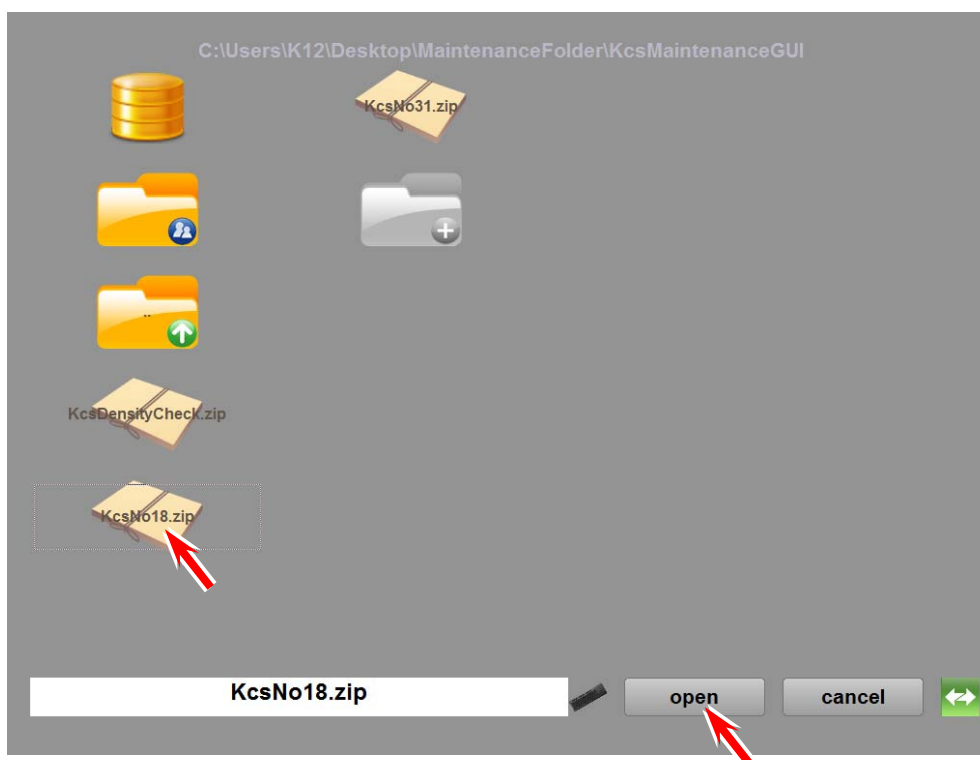 C:\Users\K12\Desktop\MaintenanceFolder\KcsMaintenanceGUI
KcsNo31.zip
..
KcsDensityCheck.zip
KcsNo18.zip
KcsNo18.zip
open
cancel